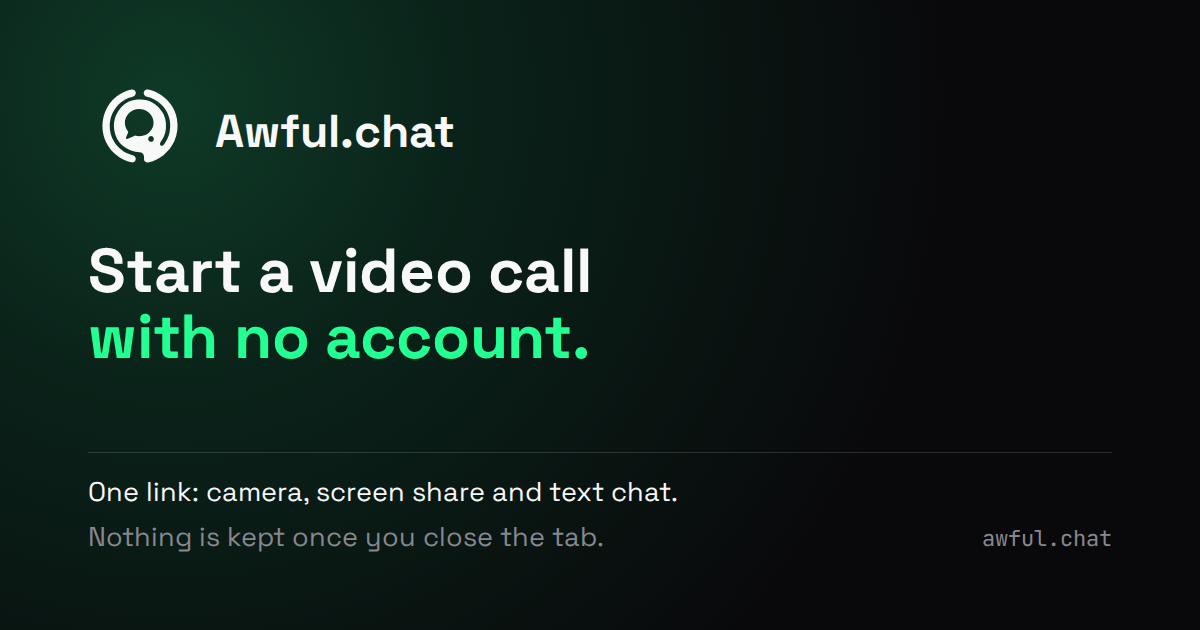 Awful.chat
Start a video call
with no account.
One link: camera, screen share and text chat.
Nothing is kept once you close the tab.
awful.chat